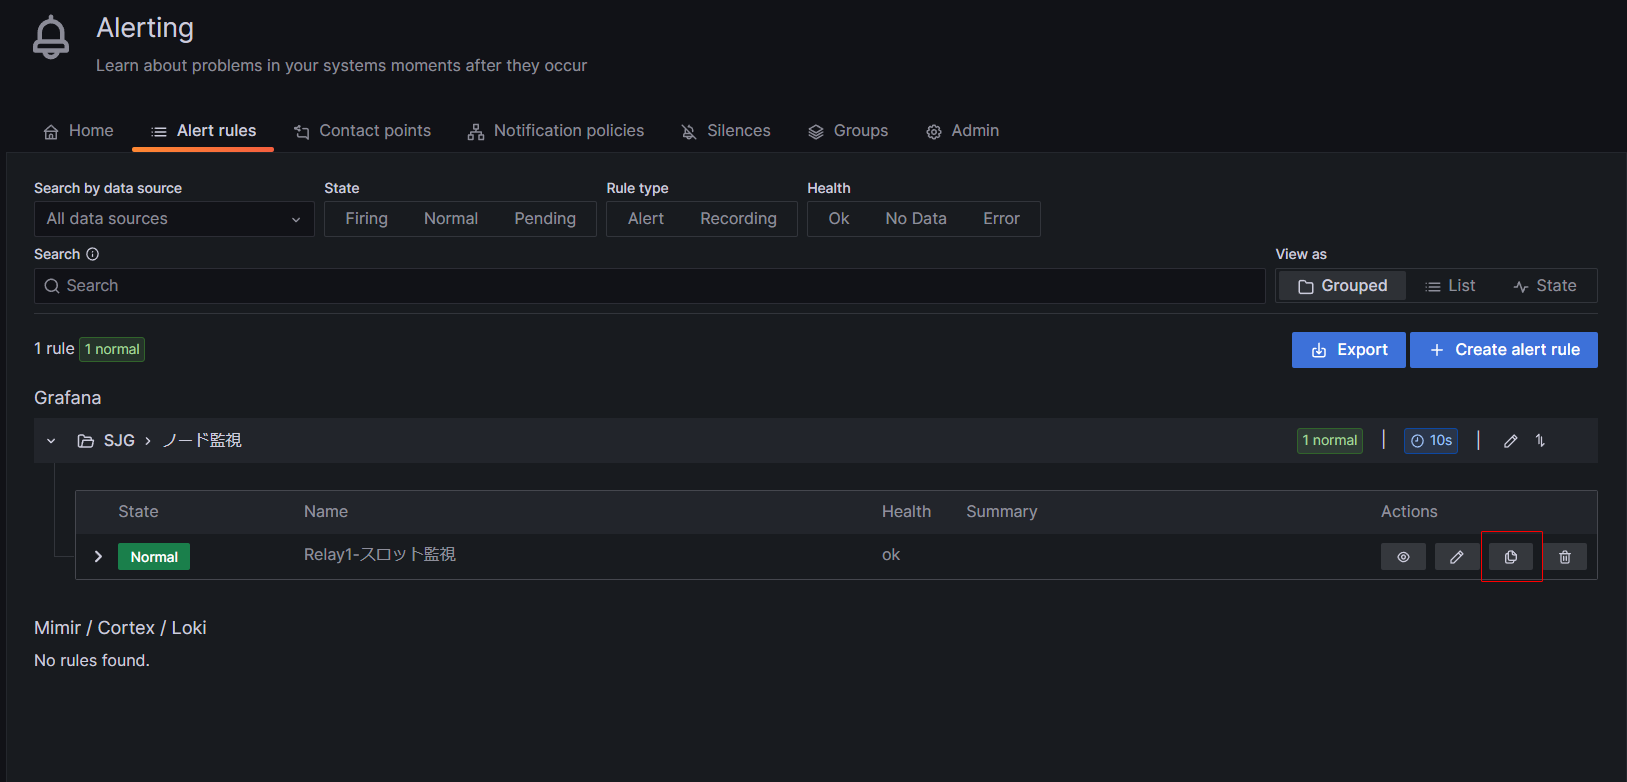 Alerting
Learn about problems in your systems moments after they occur
Home Alert rules Contact points Notification policies Silences Groups Admin
Search by data source State Rule type Health
All data sources Firing Normal Pending Alert Recording Ok No Data Error
Search View as
Search Grouped List State
1 rule 1 normal Export + Create alert rule
Grafana
SJG › ノード監視 1 normal | 10s |
State Name Health Summary Actions
Normal Relay1-スロット監視 ok
Mimir / Cortex / Loki
No rules found.